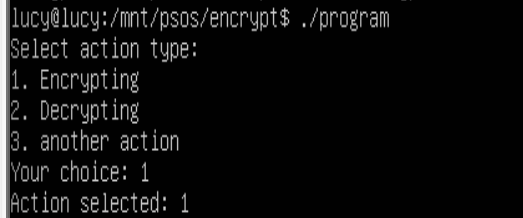 lucy@lucy:/mnt/psos/encrypt$ ./program
Select action type:
1. Encrypting
2. Decrypting
3. another action
Your choice: 1
Action selected: 1